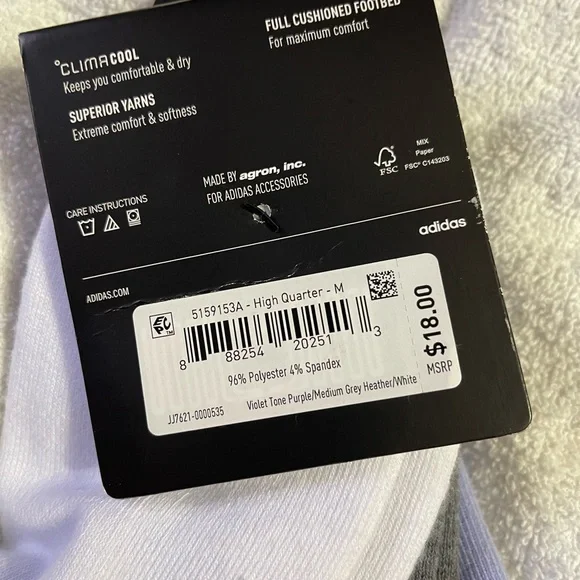 °CLIMACOOL
Keeps you comfortable & dry
SUPERIOR YARNS
Extreme comfort & softness
FULL CUSHIONED FOOTBED
For maximum comfort
MADE BY agron, inc.
FOR ADIDAS ACCESSORIES
FSC
MIX
Paper
FSC® C143203
CARE INSTRUCTIONS
adidas
ADIDAS.COM
EPC™
5159153A - High Quarter - M
8 88254 20251 3
96% Polyester 4% Spandex
JJ7621-0000535
Violet Tone Purple/Medium Grey Heather/White
$18.00
MSRP